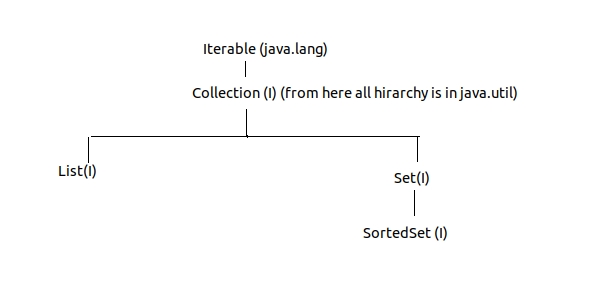 Iterable (java.lang)
Collection (I) (from here all hirarchy is in java.util)
List(I)
Set(I)
SortedSet (I)